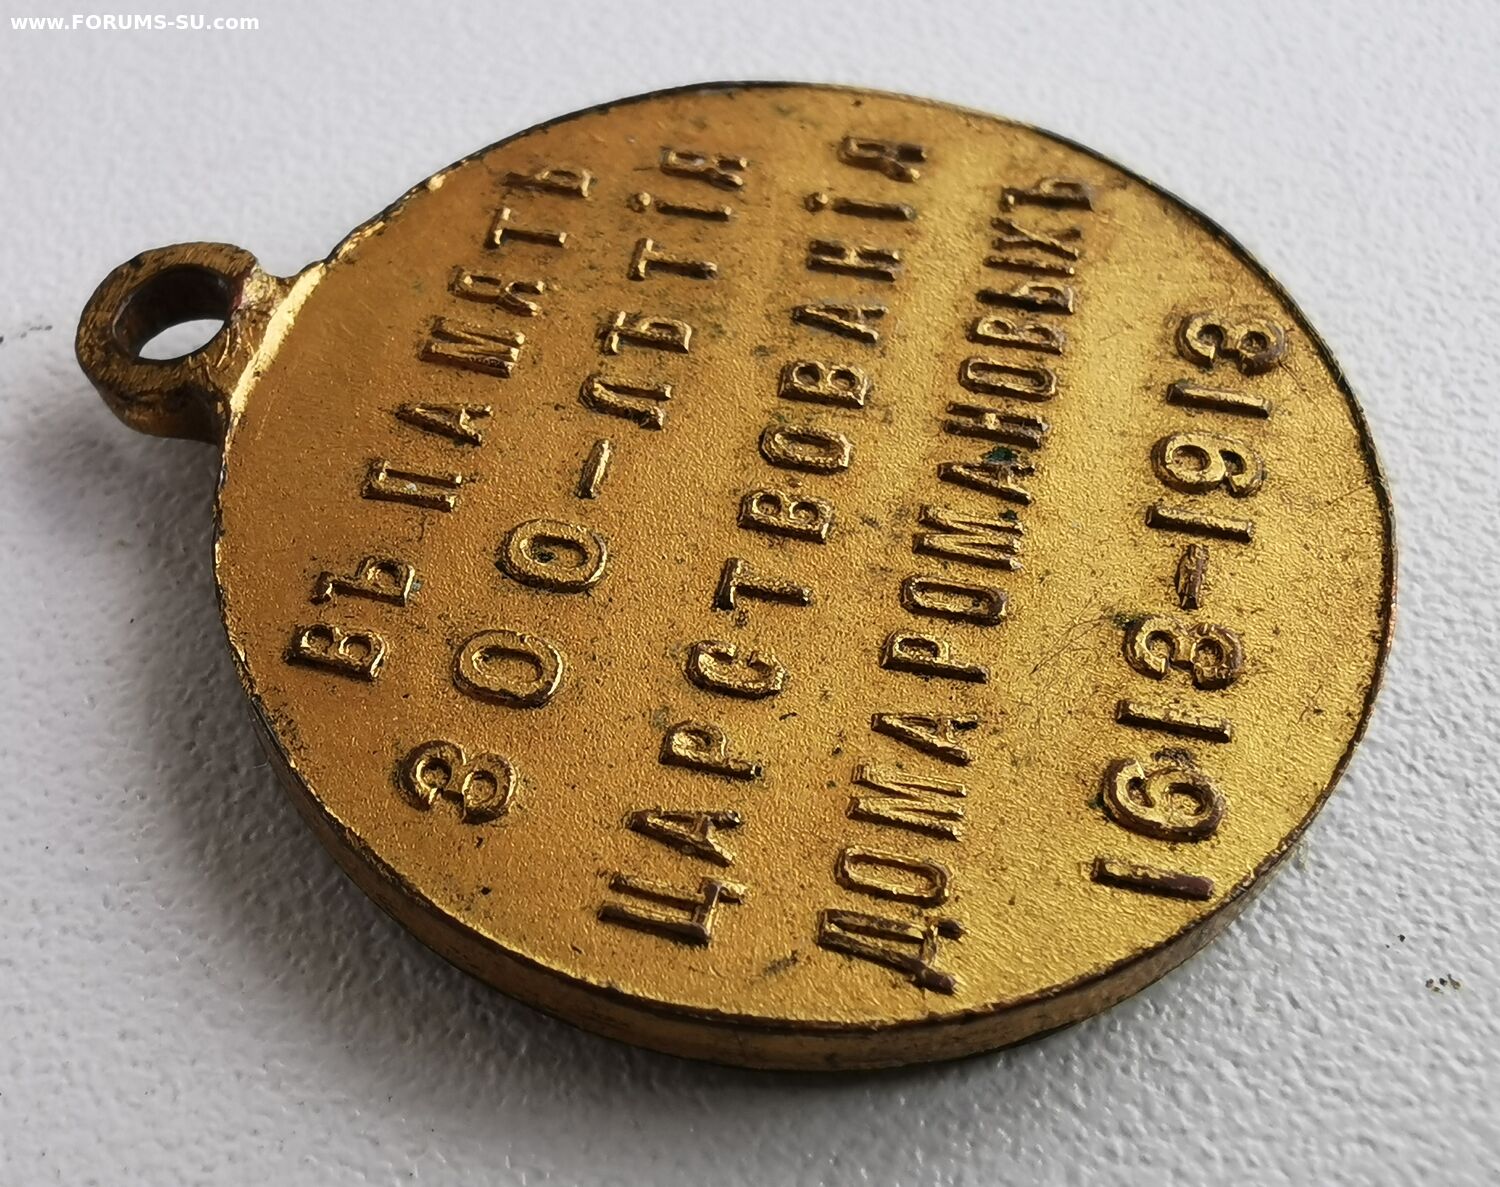 www.FORUMS-SU.com
ВЪ ПАМЯТЬ
300-ЛѢТІЯ
ЦАРСТВОВАНІЯ
ДОМА РОМАНОВЫХЪ
1613-1913